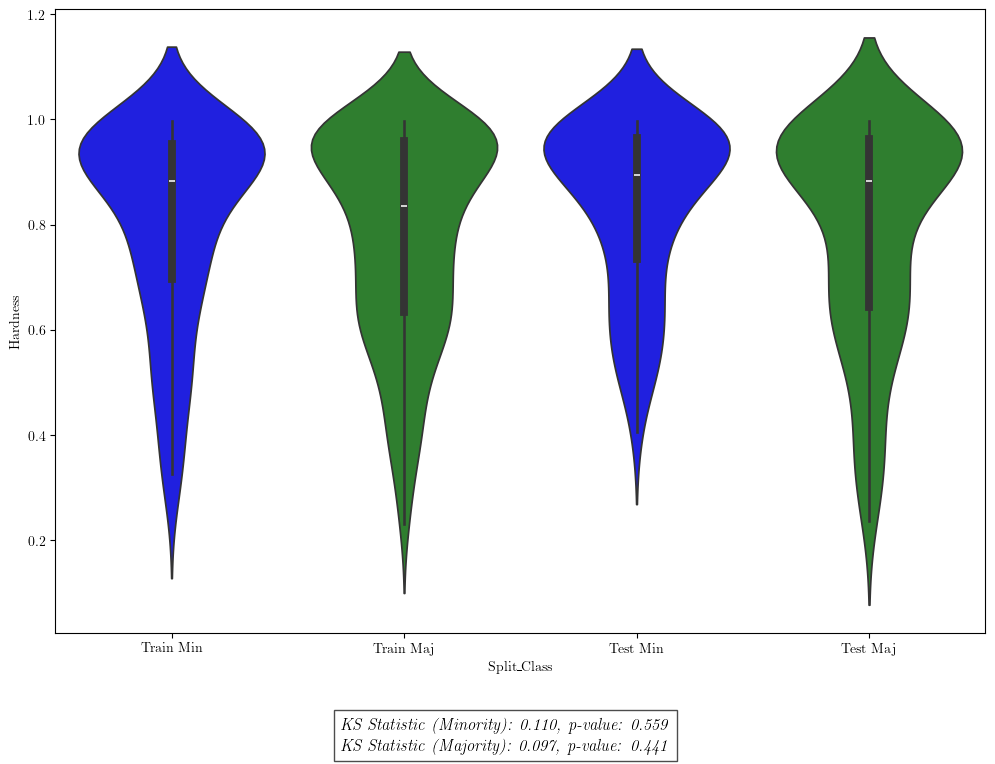 1.2
1.0
0.8
0.6
0.4
0.2
Hardness
Train Min
Train Maj
Test Min
Test Maj
Split_Class
KS Statistic (Minority): 0.110, p-value: 0.559
KS Statistic (Majority): 0.097, p-value: 0.441